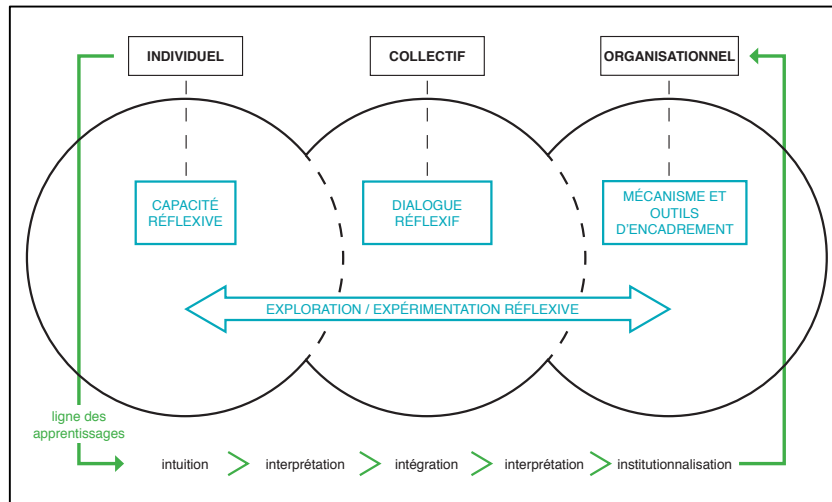 INDIVIDUEL
COLLECTIF
ORGANISATIONNEL
CAPACITÉ
RÉFLEXIVE
DIALOGUE
RÉFLEXIF
MÉCANISME ET
OUTILS
D'ENCADREMENT
EXPLORATION / EXPÉRIMENTATION RÉFLEXIVE
ligne des
apprentissages
intuition > interprétation > intégration > interprétation > institutionnalisation